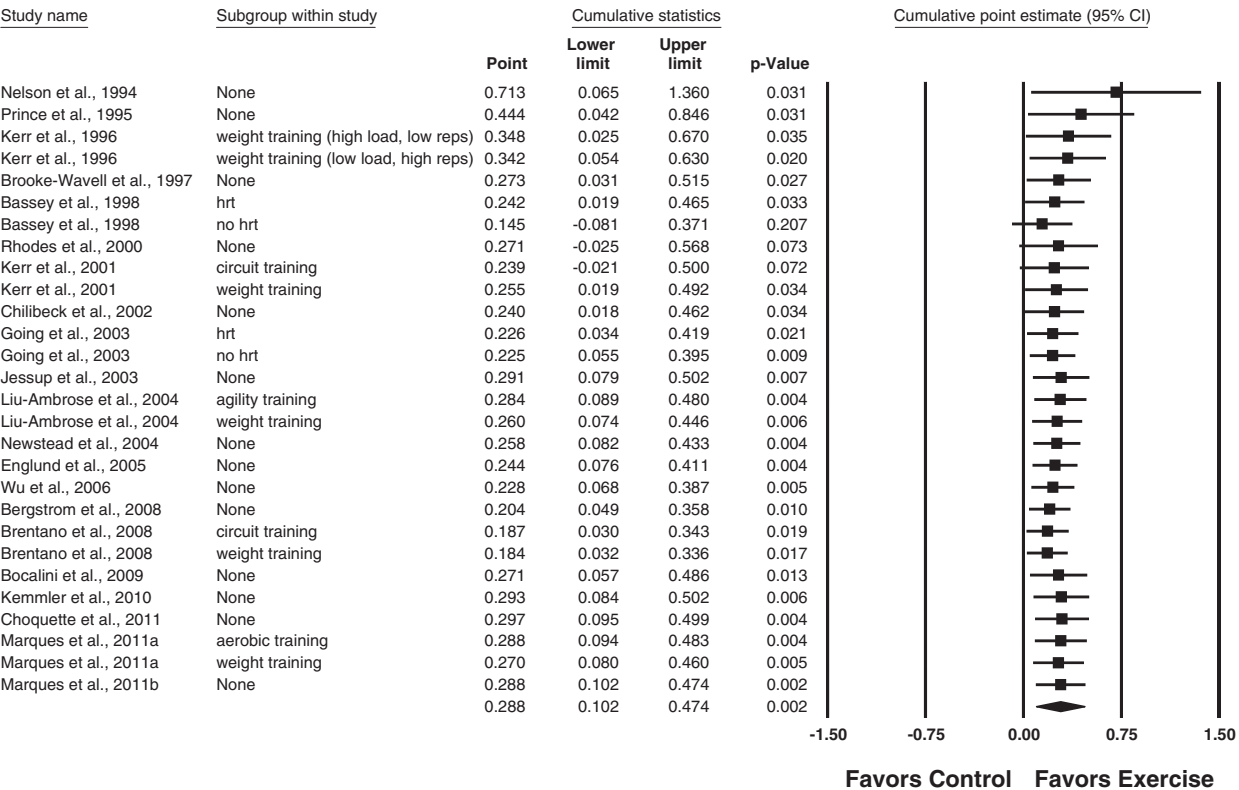 Study name Subgroup within study Cumulative statistics Cumulative point estimate (95% CI)
Lower Upper
Point limit limit p-Value
Nelson et al., 1994 None 0.713 0.065 1.360 0.031
Prince et al., 1995 None 0.444 0.042 0.846 0.031
Kerr et al., 1996 weight training (high load, low reps) 0.348 0.025 0.670 0.035
Kerr et al., 1996 weight training (low load, high reps) 0.342 0.054 0.630 0.020
Brooke-Wavell et al., 1997 None 0.273 0.031 0.515 0.027
Bassey et al., 1998 hrt 0.242 0.019 0.465 0.033
Bassey et al., 1998 no hrt 0.145 -0.081 0.371 0.207
Rhodes et al., 2000 None 0.271 -0.025 0.568 0.073
Kerr et al., 2001 circuit training 0.239 -0.021 0.500 0.072
Kerr et al., 2001 weight training 0.255 0.019 0.492 0.034
Chilibeck et al., 2002 None 0.240 0.018 0.462 0.034
Going et al., 2003 hrt 0.226 0.034 0.419 0.021
Going et al., 2003 no hrt 0.225 0.055 0.395 0.009
Jessup et al., 2003 None 0.291 0.079 0.502 0.007
Liu-Ambrose et al., 2004 agility training 0.284 0.089 0.480 0.004
Liu-Ambrose et al., 2004 weight training 0.260 0.074 0.446 0.006
Newstead et al., 2004 None 0.258 0.082 0.433 0.004
Englund et al., 2005 None 0.244 0.076 0.411 0.004
Wu et al., 2006 None 0.228 0.068 0.387 0.005
Bergstrom et al., 2008 None 0.204 0.049 0.358 0.010
Brentano et al., 2008 circuit training 0.187 0.030 0.343 0.019
Brentano et al., 2008 weight training 0.184 0.032 0.336 0.017
Bocalini et al., 2009 None 0.271 0.057 0.486 0.013
Kemmler et al., 2010 None 0.293 0.084 0.502 0.006
Choquette et al., 2011 None 0.297 0.095 0.499 0.004
Marques et al., 2011a aerobic training 0.288 0.094 0.483 0.004
Marques et al., 2011a weight training 0.270 0.080 0.460 0.005
Marques et al., 2011b None 0.288 0.102 0.474 0.002
0.288 0.102 0.474 0.002
-1.50 -0.75 0.00 0.75 1.50
Favors Control Favors Exercise